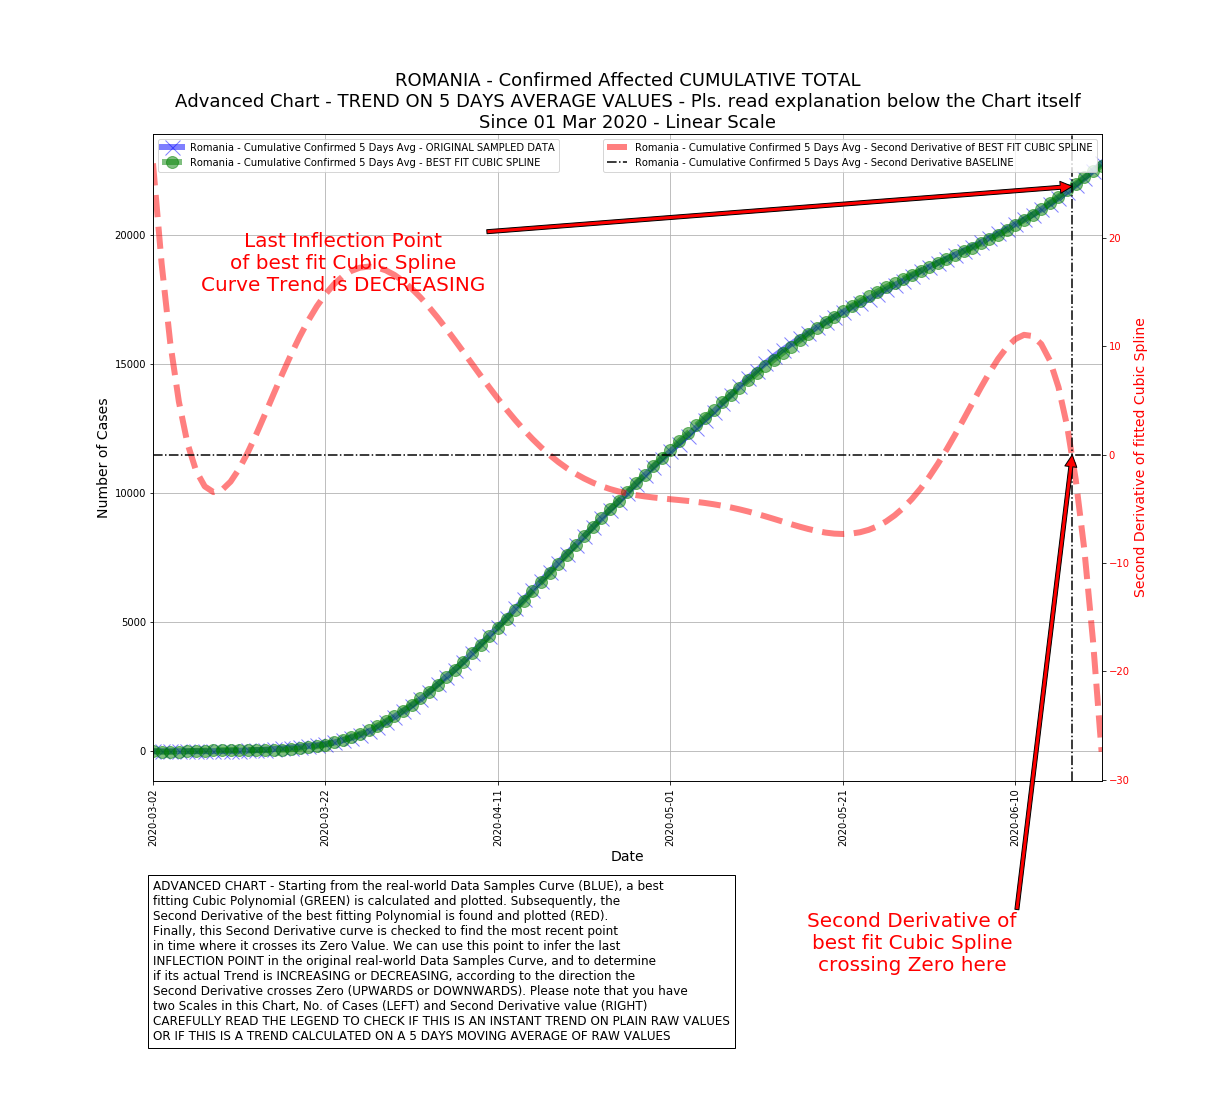 ROMANIA - Confirmed Affected CUMULATIVE TOTAL
Advanced Chart - TREND ON 5 DAYS AVERAGE VALUES - Pls. read explanation below the Chart itself
Since 01 Mar 2020 - Linear Scale
Romania - Cumulative Confirmed 5 Days Avg - ORIGINAL SAMPLED DATA
Romania - Cumulative Confirmed 5 Days Avg - BEST FIT CUBIC SPLINE
Romania - Cumulative Confirmed 5 Days Avg - Second Derivative of BEST FIT CUBIC SPLINE
Romania - Cumulative Confirmed 5 Days Avg - Second Derivative BASELINE
Last Inflection Point
of best fit Cubic Spline
Curve Trend is DECREASING
Number of Cases
20000
15000
10000
5000
0
20
10
0
−10
−20
−30
Second Derivative of fitted Cubic Spline
2020-03-02
2020-03-22
2020-04-11
2020-05-01
2020-05-21
2020-06-10
Date
ADVANCED CHART - Starting from the real-world Data Samples Curve (BLUE), a best
fitting Cubic Polynomial (GREEN) is calculated and plotted. Subsequently, the
Second Derivative of the best fitting Polynomial is found and plotted (RED).
Finally, this Second Derivative curve is checked to find the most recent point
in time where it crosses its Zero Value. We can use this point to infer the last
INFLECTION POINT in the original real-world Data Samples Curve, and to determine
if its actual Trend is INCREASING or DECREASING, according to the direction the
Second Derivative crosses Zero (UPWARDS or DOWNWARDS). Please note that you have
two Scales in this Chart, No. of Cases (LEFT) and Second Derivative value (RIGHT)
CAREFULLY READ THE LEGEND TO CHECK IF THIS IS AN INSTANT TREND ON PLAIN RAW VALUES
OR IF THIS IS A TREND CALCULATED ON A 5 DAYS MOVING AVERAGE OF RAW VALUES
Second Derivative of
best fit Cubic Spline
crossing Zero here